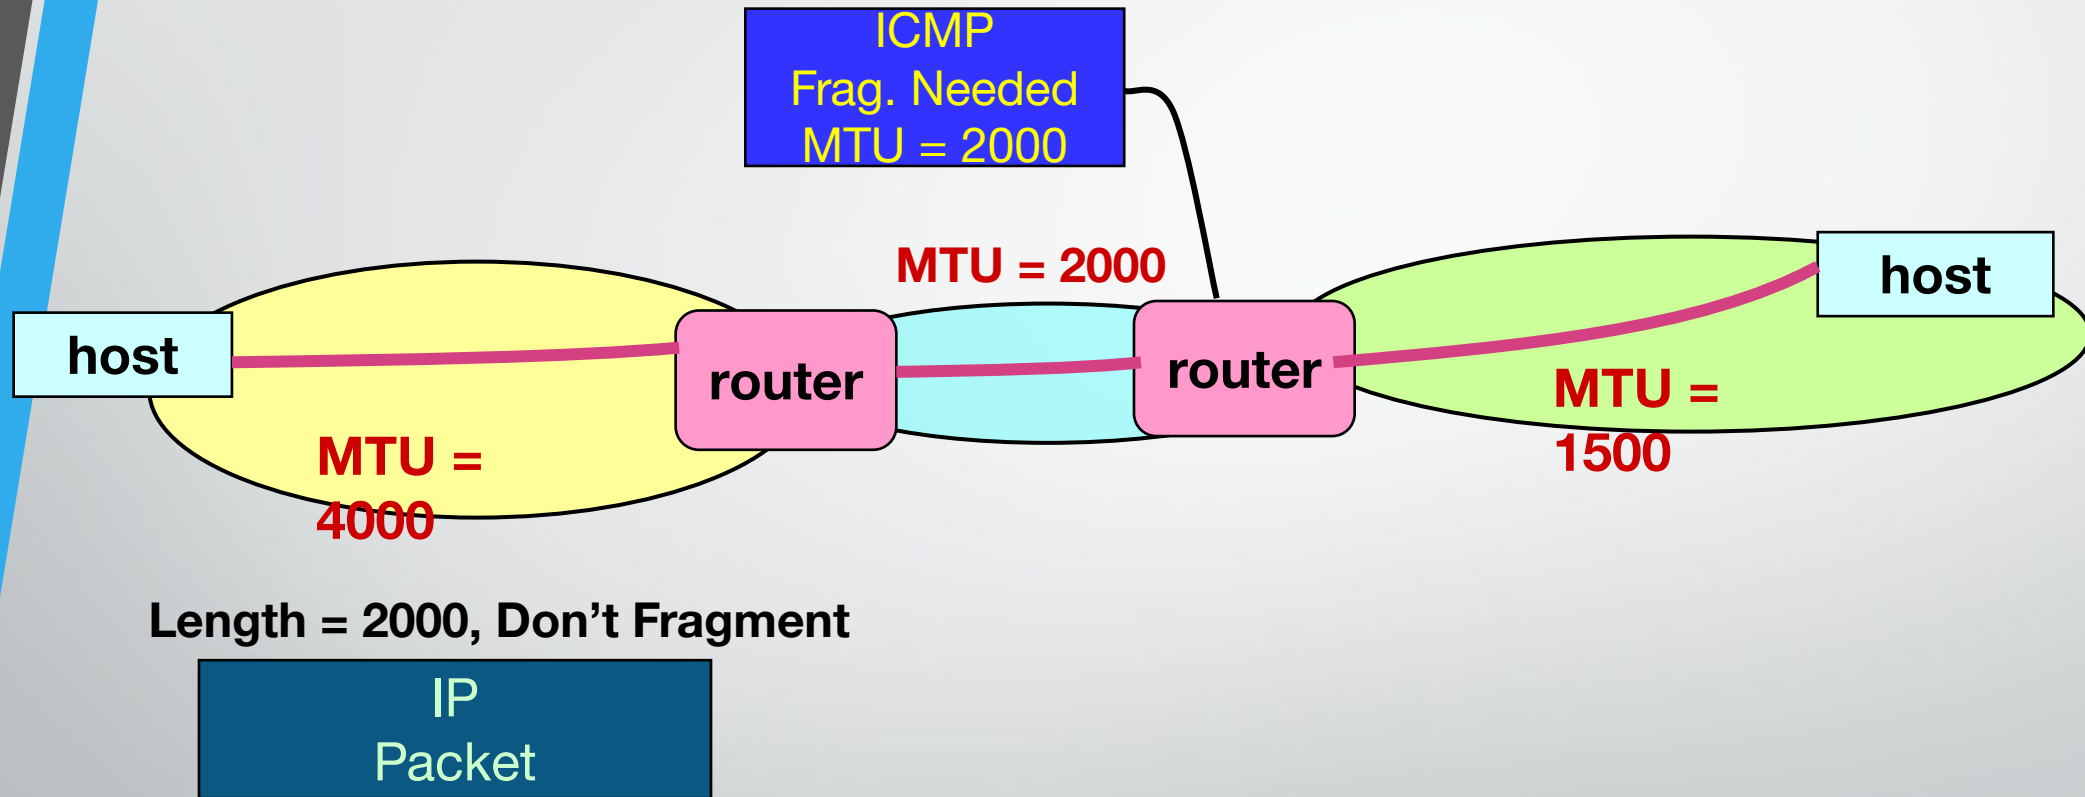 ICMP
Frag. Needed
MTU = 2000
MTU = 2000
host
host
router
router
MTU =
1500
MTU =
4000
Length = 2000, Don’t Fragment
IP
Packet